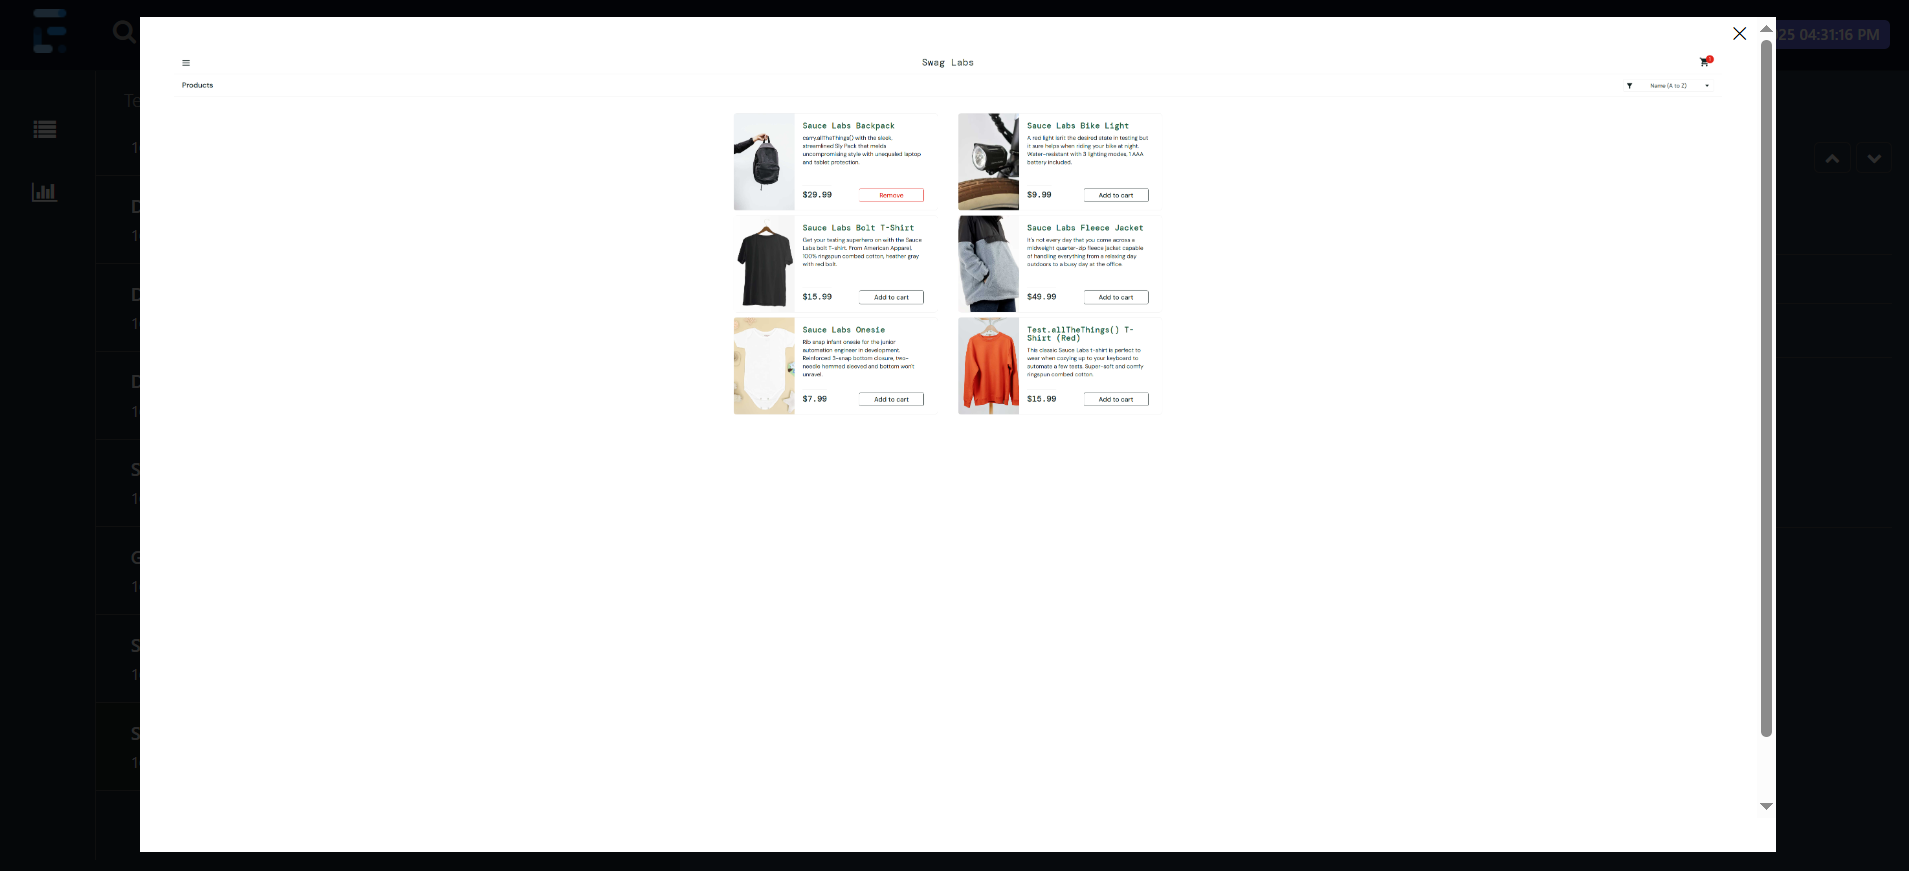 25 04:31:16 PM
Swag Labs
1
Products
Name (A to Z)
Sauce Labs Backpack
carry.allTheThings() with the sleek,
streamlined Sly Pack that melds
uncompromising style with unequaled laptop
and tablet protection.
$29.99
Remove
Sauce Labs Bike Light
A red light isn't the desired state in testing but
it sure helps when riding your bike at night.
Water-resistant with 3 lighting modes, 1 AAA
battery included.
$9.99
Add to cart
Sauce Labs Bolt T-Shirt
Get your testing superhero on with the Sauce
Labs bolt T-shirt. From American Apparel,
100% ringspun combed cotton, heather gray
with red bolt.
$15.99
Add to cart
Sauce Labs Fleece Jacket
It's not every day that you come across a
midweight quarter-zip fleece jacket capable
of handling everything from a relaxing day
outdoors to a busy day at the office.
$49.99
Add to cart
Sauce Labs Onesie
Rib snap infant onesie for the junior
automation engineer in development.
Reinforced 3-snap bottom closure, two-
needle hemmed sleeved and bottom won't
unravel.
$7.99
Add to cart
Test.allTheThings() T-
Shirt (Red)
This classic Sauce Labs t-shirt is perfect to
wear when cozying up to your keyboard to
automate a few tests. Super-soft and comfy
ringspun combed cotton.
$15.99
Add to cart